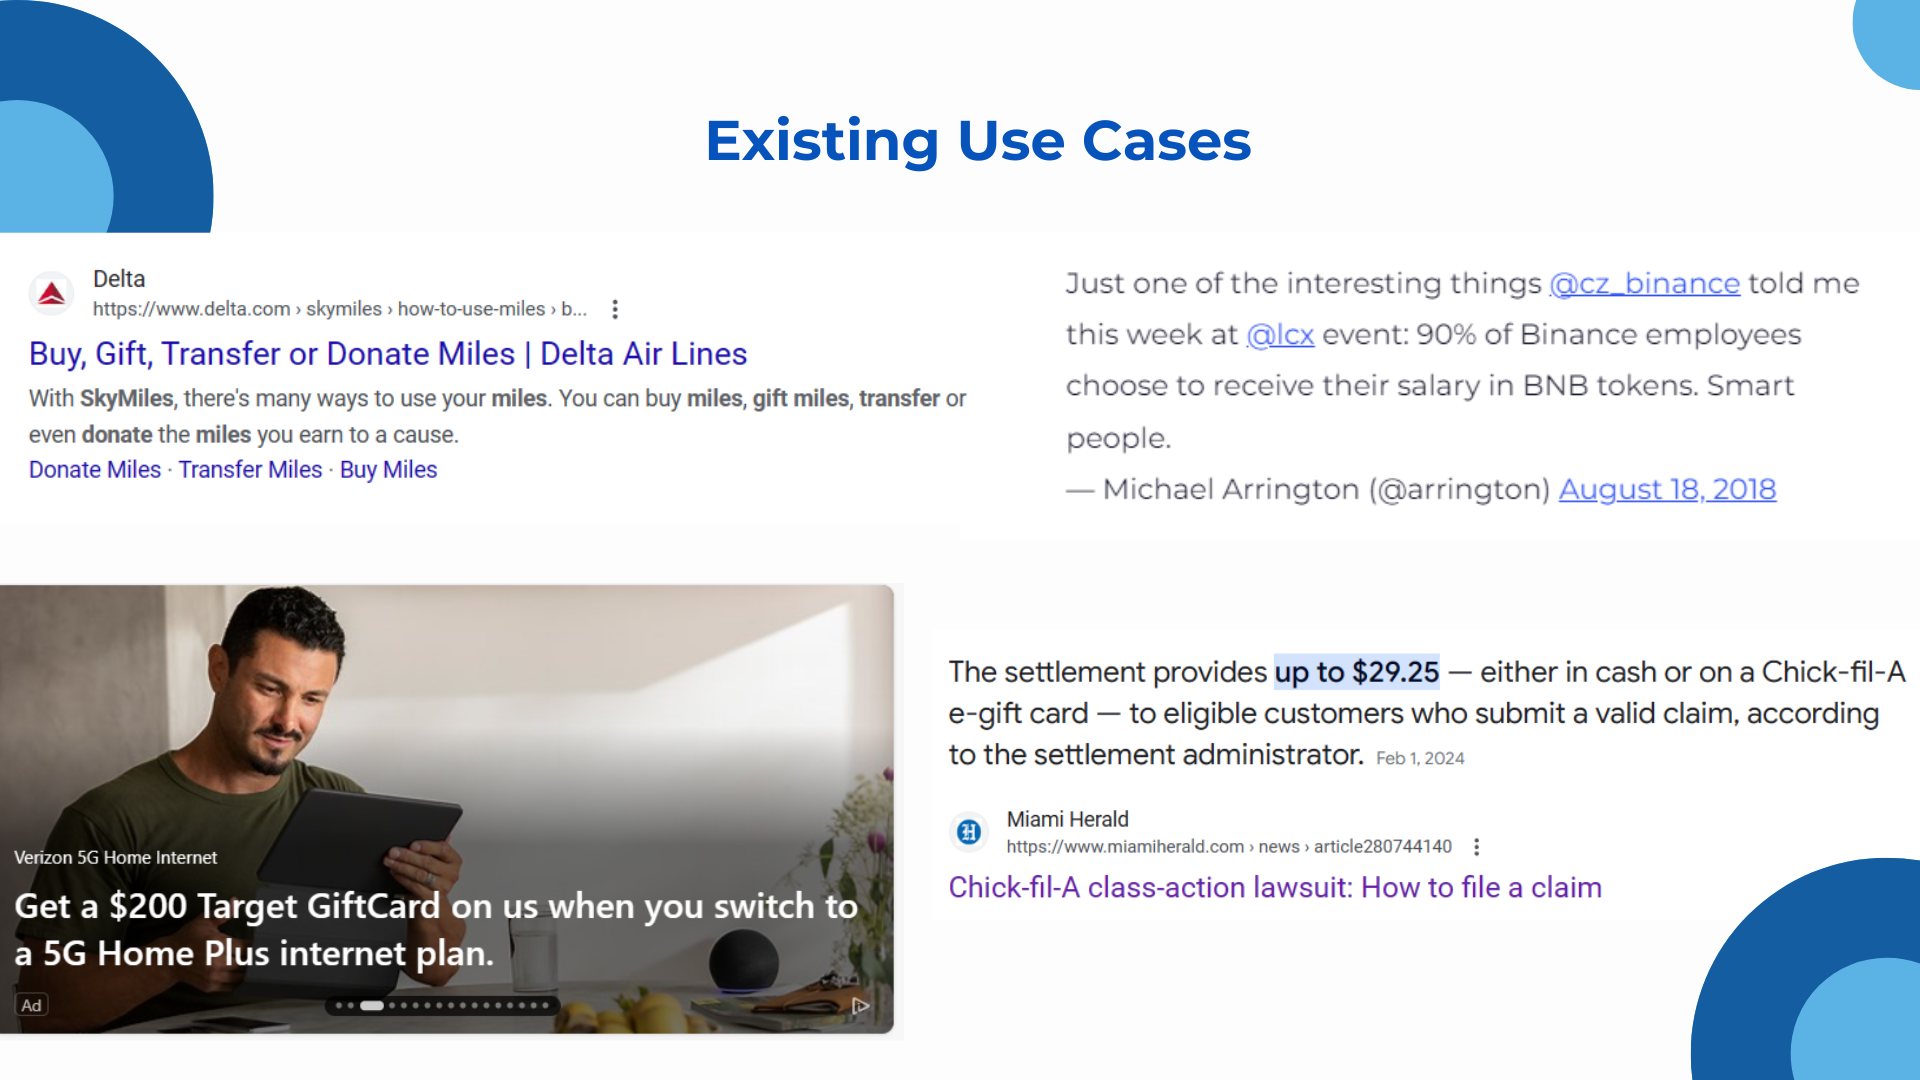 Existing Use Cases
Delta
https://www.delta.com › skymiles › how-to-use-miles › b...
Buy, Gift, Transfer or Donate Miles | Delta Air Lines
With SkyMiles, there's many ways to use your miles. You can buy miles, gift miles, transfer or
even donate the miles you earn to a cause.
Donate Miles · Transfer Miles · Buy Miles
Just one of the interesting things @cz_binance told me
this week at @lcx event: 90% of Binance employees
choose to receive their salary in BNB tokens. Smart
people.
— Michael Arrington (@arrington) August 18, 2018
Verizon 5G Home Internet
Get a $200 Target GiftCard on us when you switch to
a 5G Home Plus internet plan.
Ad
The settlement provides up to $29.25 — either in cash or on a Chick-fil-A
e-gift card — to eligible customers who submit a valid claim, according
to the settlement administrator. Feb 1, 2024
Miami Herald
https://www.miamiherald.com › news › article280744140
Chick-fil-A class-action lawsuit: How to file a claim